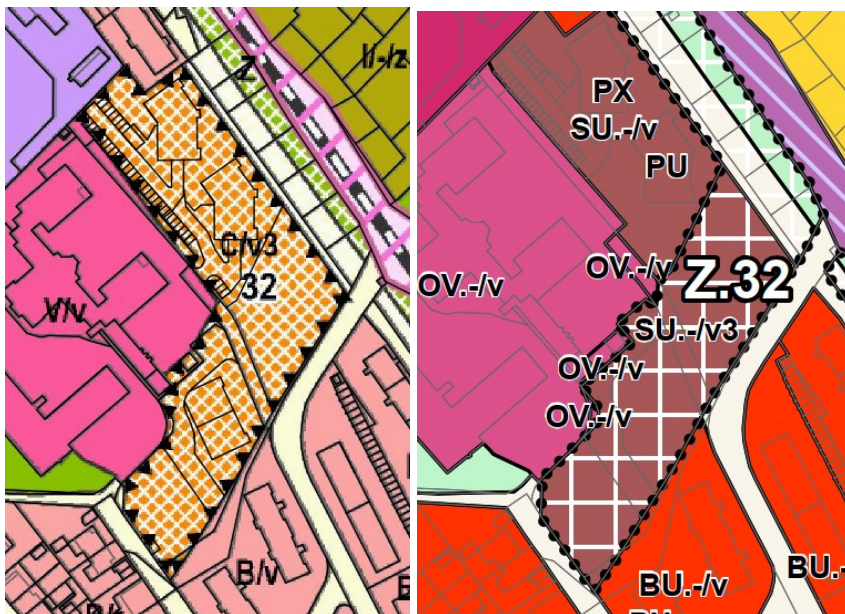 Z
I/-/z
C/v3
32
V/v
B/v
PX
SU.-/v
PU
OV.-/v
OV.-/v
Z.32
SU.-/v3
OV.-/v
OV.-/v
BU.-/v
BU.-